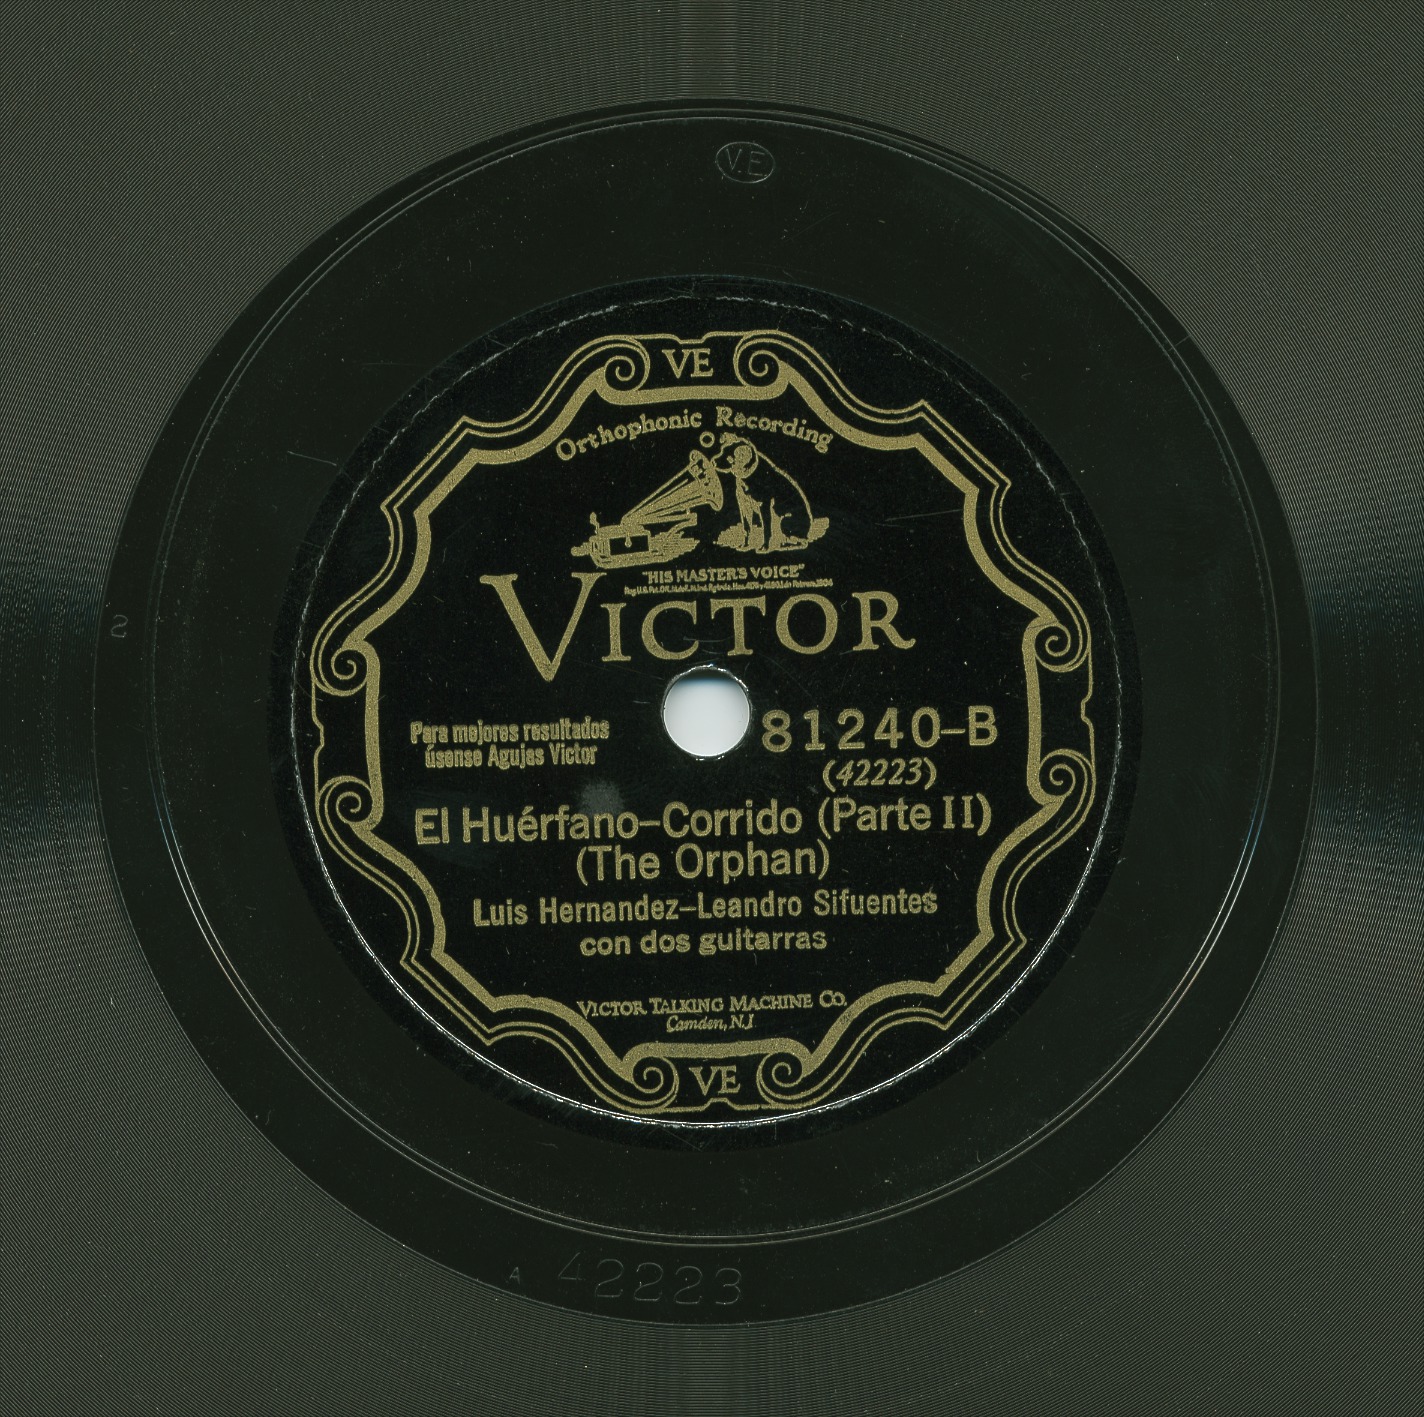 V.E
VE
Orthophonic Recording
"HIS MASTER'S VOICE"
VICTOR
2
Para mejores resultados
úsense Agujas Victor
81240-B
(42223)
El Huérfano-Corrido (Parte II)
(The Orphan)
Luis Hernandez-Leandro Sifuentes
con dos guitarras
VICTOR TALKING MACHINE CO.
Camden, N.J.
VE
A 42223